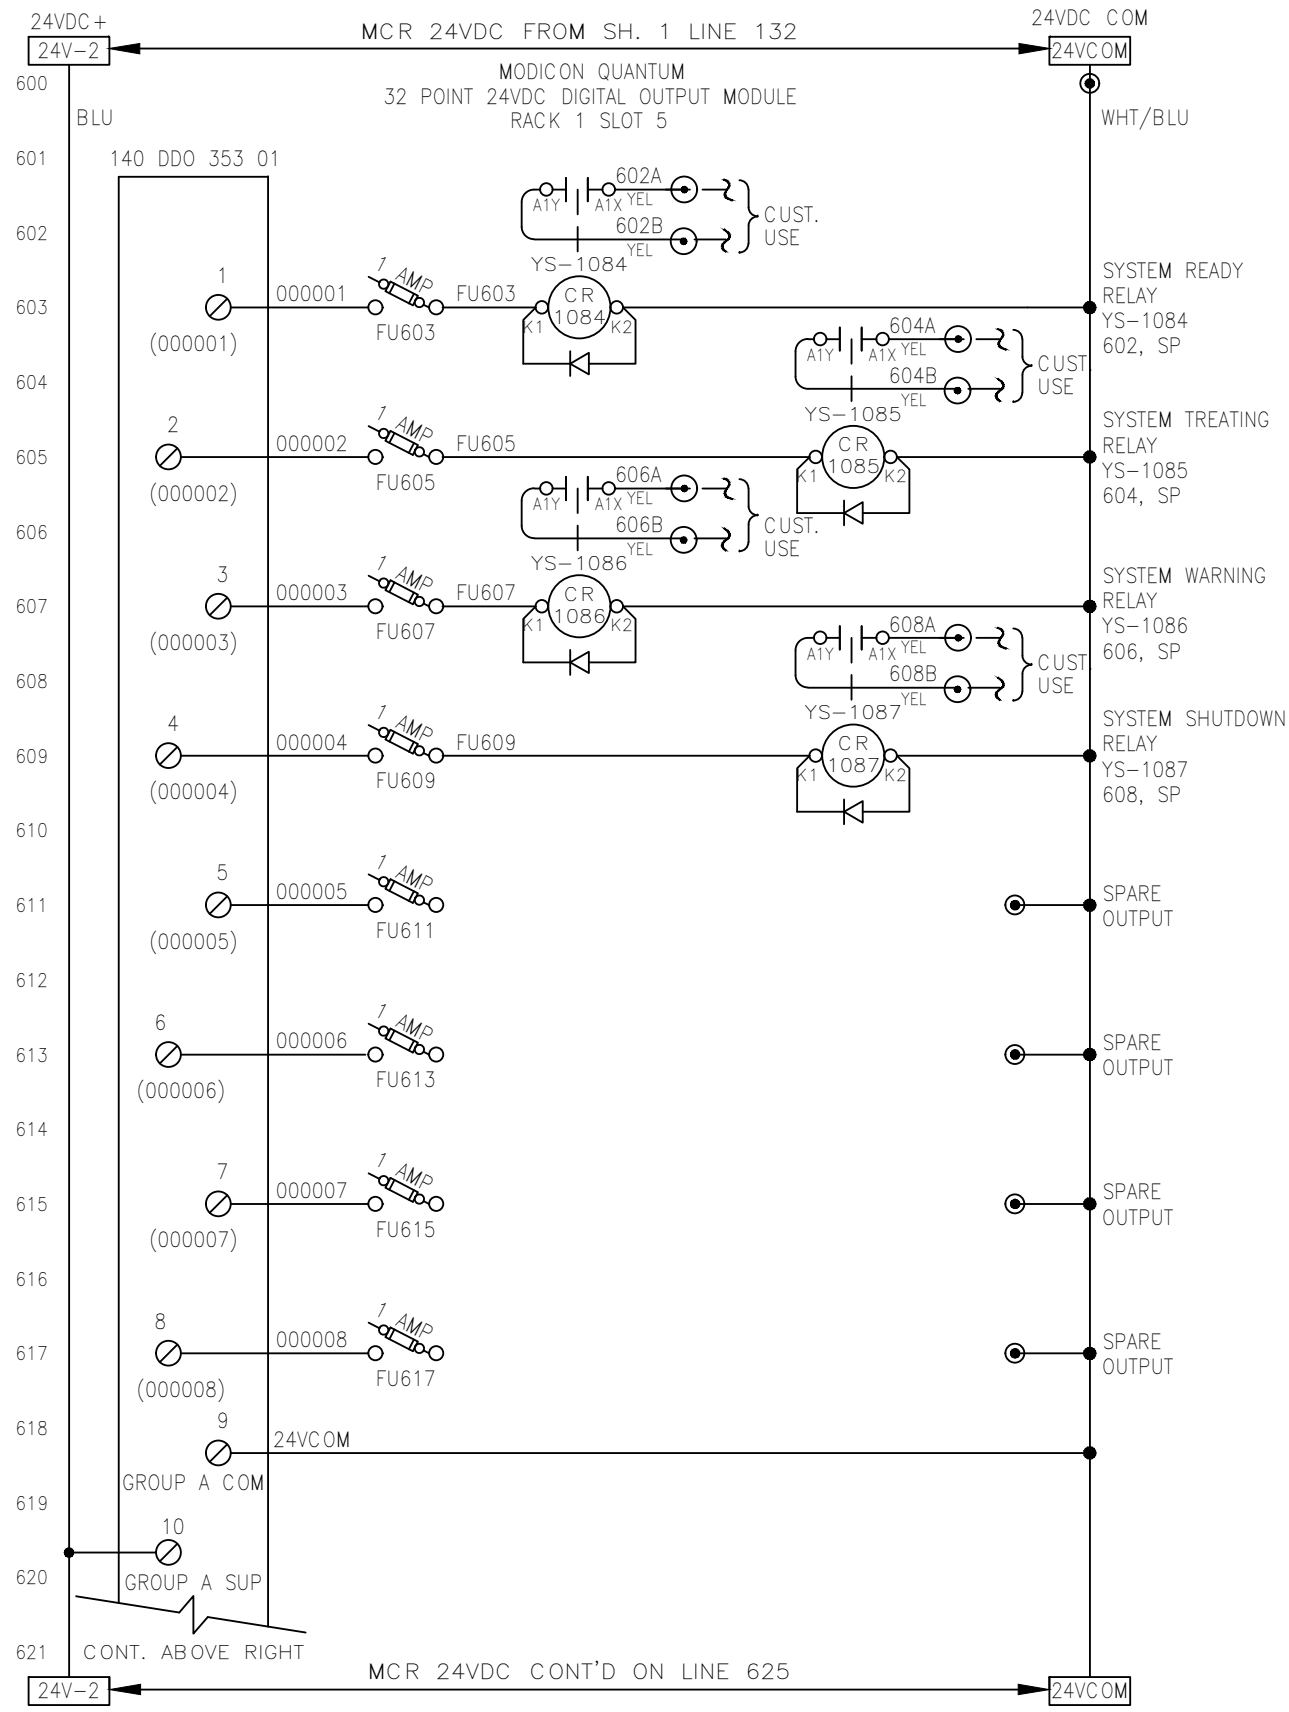 24VDC+
24VDC COM
24V-2
MCR 24VDC FROM SH. 1 LINE 132
24VCOM
MODICON QUANTUM
32 POINT 24VDC DIGITAL OUTPUT MODULE
RACK 1 SLOT 5
600
BLU
WHT/BLU
601
140 DDO 353 01
602A
A1Y
A1X
YEL
602B
YEL
CUST.
USE
602
YS-1084
603
1
000001
(000001)
1 AMP
FU603
FU603
CR
1084
K1
K2
SYSTEM READY
RELAY
YS-1084
602, SP
604A
A1Y
A1X
YEL
604B
YEL
CUST.
USE
604
YS-1085
605
2
000002
(000002)
1 AMP
FU605
FU605
CR
1085
K1
K2
SYSTEM TREATING
RELAY
YS-1085
604, SP
606A
A1Y
A1X
YEL
606B
YEL
CUST.
USE
606
YS-1086
607
3
000003
(000003)
1 AMP
FU607
FU607
CR
1086
K1
K2
SYSTEM WARNING
RELAY
YS-1086
606, SP
608A
A1Y
A1X
YEL
608B
YEL
CUST.
USE
608
YS-1087
609
4
000004
(000004)
1 AMP
FU609
FU609
CR
1087
K1
K2
SYSTEM SHUTDOWN
RELAY
YS-1087
608, SP
610
611
5
000005
(000005)
1 AMP
FU611
SPARE
OUTPUT
612
613
6
000006
(000006)
1 AMP
FU613
SPARE
OUTPUT
614
615
7
000007
(000007)
1 AMP
FU615
SPARE
OUTPUT
616
617
8
000008
(000008)
1 AMP
FU617
SPARE
OUTPUT
618
9
24VCOM
GROUP A COM
619
10
620
GROUP A SUP
621
CONT. ABOVE RIGHT
24V-2
MCR 24VDC CONT'D ON LINE 625
24VCOM